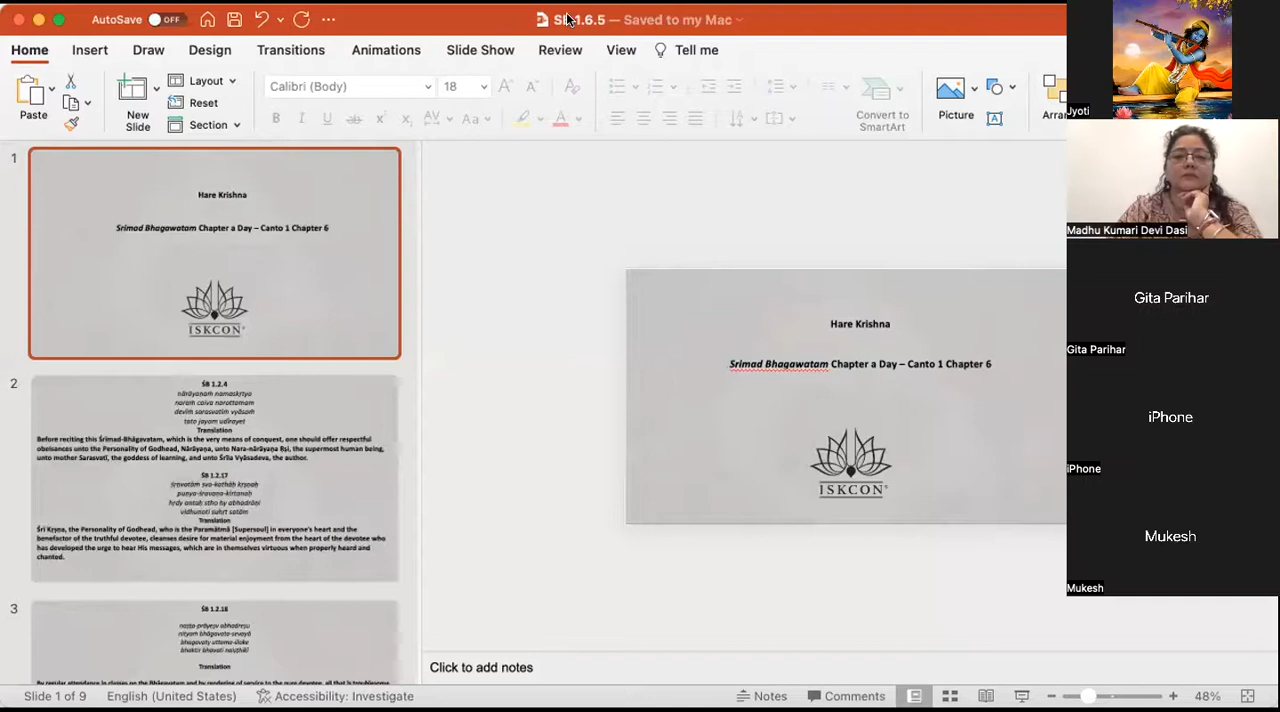 AutoSave OFF
SB 1.6.5 — Saved to my Mac
Home Insert Draw Design Transitions Animations Slide Show Review View Tell me
Paste
New Slide
Layout
Reset
Section
Calibri (Body) 18
Convert to SmartArt
Picture
Arran
1
Hare Krishna
Srimad Bhagawatam Chapter a Day – Canto 1 Chapter 6
ISKCON
2
ŚB 1.2.4
nārāyaṇaṁ namaskṛtya
naraṁ caiva narottamam
devīṁ sarasvatīṁ vyāsaṁ
tato jayam udīrayet
Translation
Before reciting this Śrīmad-Bhāgavatam, which is the very means of conquest, one should offer respectful
obeisances unto the Personality of Godhead, Nārāyaṇa, unto Nara-nārāyaṇa Ṛṣi, the supermost human being,
unto mother Sarasvatī, the goddess of learning, and unto Śrīla Vyāsadeva, the author.
ŚB 1.2.17
śṛṇvatāṁ sva-kathāḥ kṛṣṇaḥ
puṇya-śravaṇa-kīrtanaḥ
hṛdy antaḥ stho hy abhadrāṇi
vidhunoti suhṛt satām
Translation
Śrī Kṛṣṇa, the Personality of Godhead, who is the Paramātmā [Supersoul] in everyone's heart and the
benefactor of the truthful devotee, cleanses desire for material enjoyment from the heart of the devotee who
has developed the urge to hear His messages, which are in themselves virtuous when properly heard and
chanted.
3
ŚB 1.2.18
naṣṭa-prāyeṣv abhadreṣu
nityaṁ bhāgavata-sevayā
bhagavaty uttama-śloke
bhaktir bhavati naiṣṭhikī
Translation
Hare Krishna
Srimad Bhagawatam Chapter a Day – Canto 1 Chapter 6
ISKCON
Click to add notes
Slide 1 of 9 English (United States) Accessibility: Investigate Notes Comments 48%
Jyoti
Madhu Kumari Devi Dasi
Gita Parihar
Gita Parihar
iPhone
iPhone
Mukesh
Mukesh